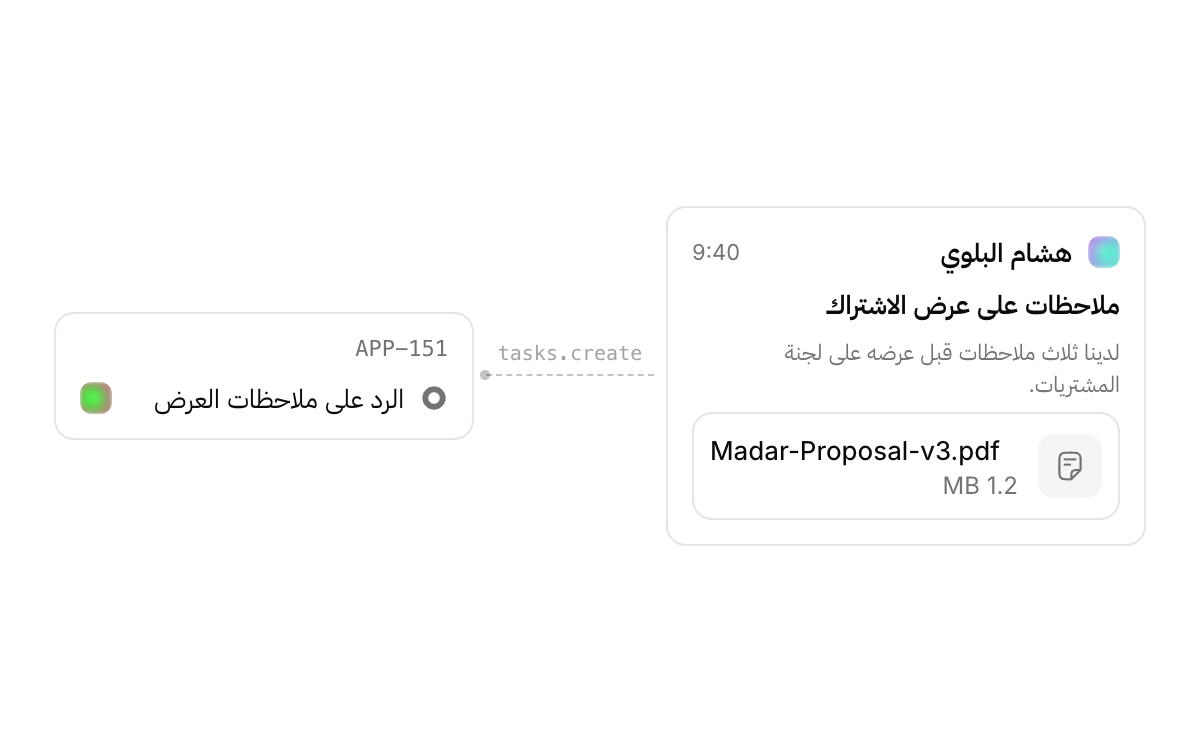 هشام البلوي
9:40
ملاحظات على عرض الاشتراك
لدينا ثلاث ملاحظات قبل عرضه على لجنة
المشتريات.
Madar-Proposal-v3.pdf
1.2 MB
tasks.create
APP-151
الرد على ملاحظات العرض